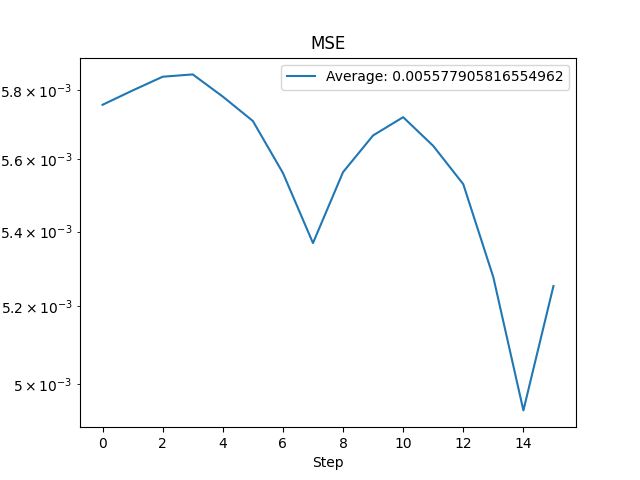 MSE
Average: 0.005577905816554962
5.8 × 10⁻³
5.6 × 10⁻³
5.4 × 10⁻³
5.2 × 10⁻³
5 × 10⁻³
0 2 4 6 8 10 12 14
Step